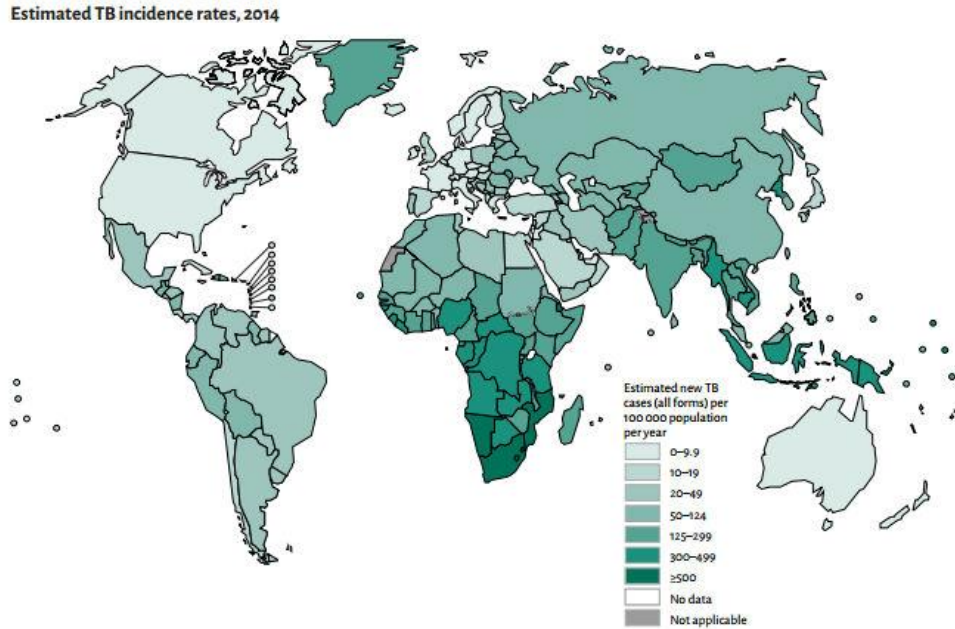 Estimated TB incidence rates, 2014
Estimated new TB
cases (all forms) per
100 000 population
per year
0–9.9
10–19
20–49
50–124
125–299
300–499
≥500
No data
Not applicable